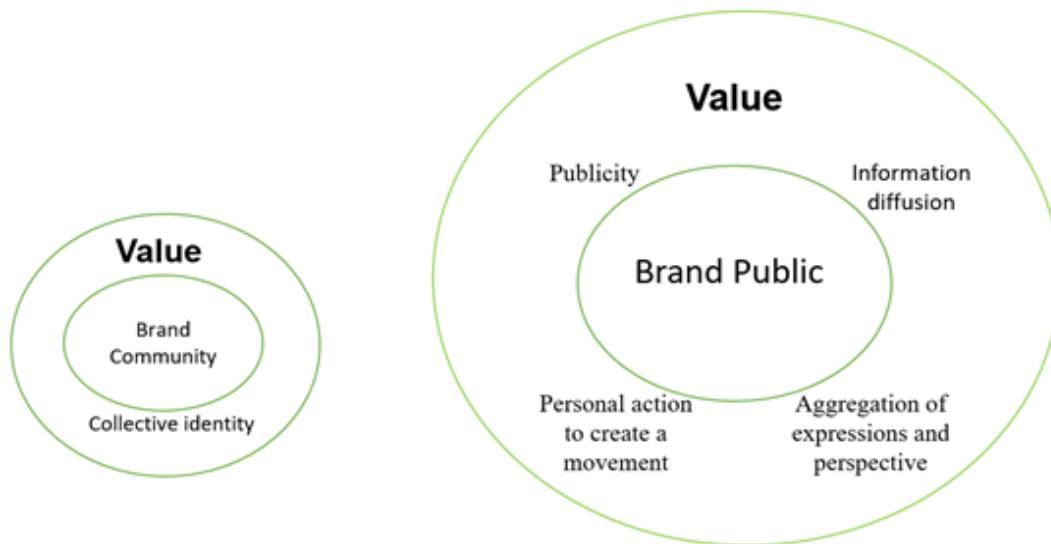 Value
Brand
Community
Collective identity
Value
Publicity
Information
diffusion
Brand Public
Personal action
to create a
movement
Aggregation of
expressions and
perspective